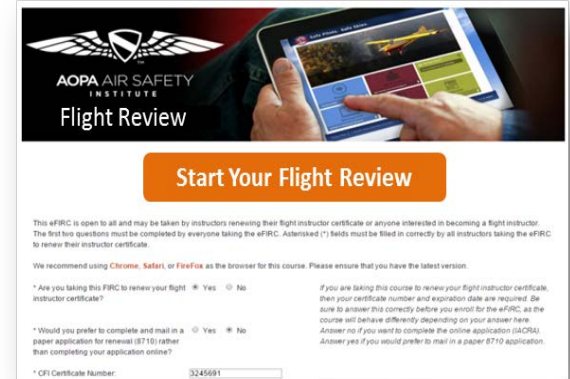 AOPA AIR SAFETY
INSTITUTE
Flight Review
Safe Pilots. Safe Skies.
Start Your Flight Review
This eFIRC is open to all and may be taken by instructors renewing their flight instructor certificate or anyone interested in becoming a flight instructor.
The first two questions must be completed by everyone taking the eFIRC. Asterisked (*) fields must be filled in correctly by all instructors taking the eFIRC
to renew their instructor certificate.
We recommend using Chrome, Safari, or FireFox as the browser for this course. Please ensure that you have the latest version.
* Are you taking this FIRC to renew your flight
instructor certificate?
Yes No
If you are taking this course to renew your flight instructor certificate,
then your certificate number and expiration date are required. Be
sure to answer this correctly before you enroll for the eFIRC, as the
course will behave differently depending on your answer here.
* Would you prefer to complete and mail in a
paper application for renewal (8710) rather
than completing your application online?
Yes No
Answer no if you want to complete the online application (IACRA).
Answer yes if you would prefer to mail in a paper 8710 application.
* CFI Certificate Number:
3245691